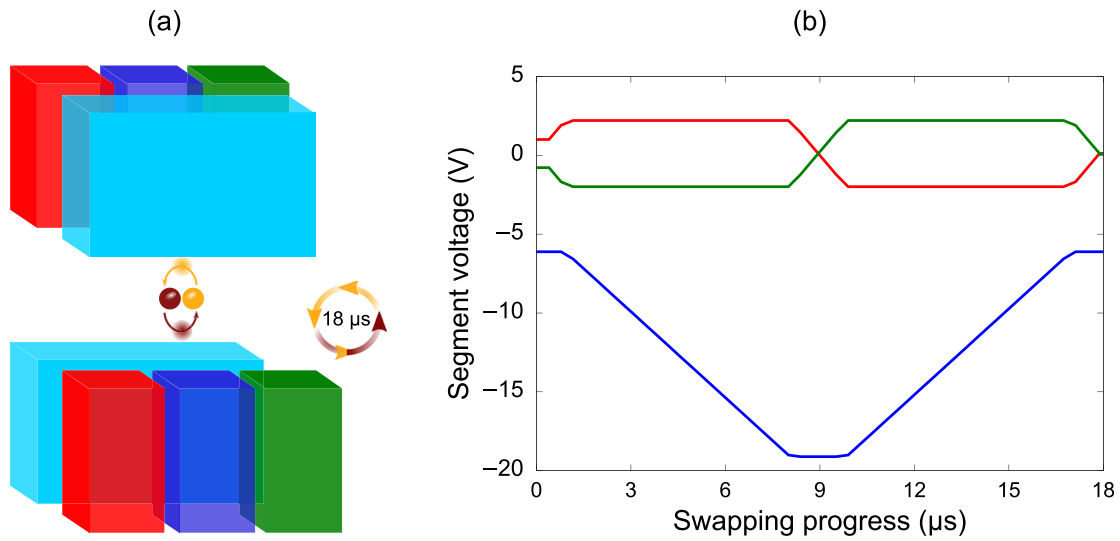 (a)
18 µs
(b)
Segment voltage (V)
5
0
−5
−10
−15
−20
0 3 6 9 12 15 18
Swapping progress (µs)